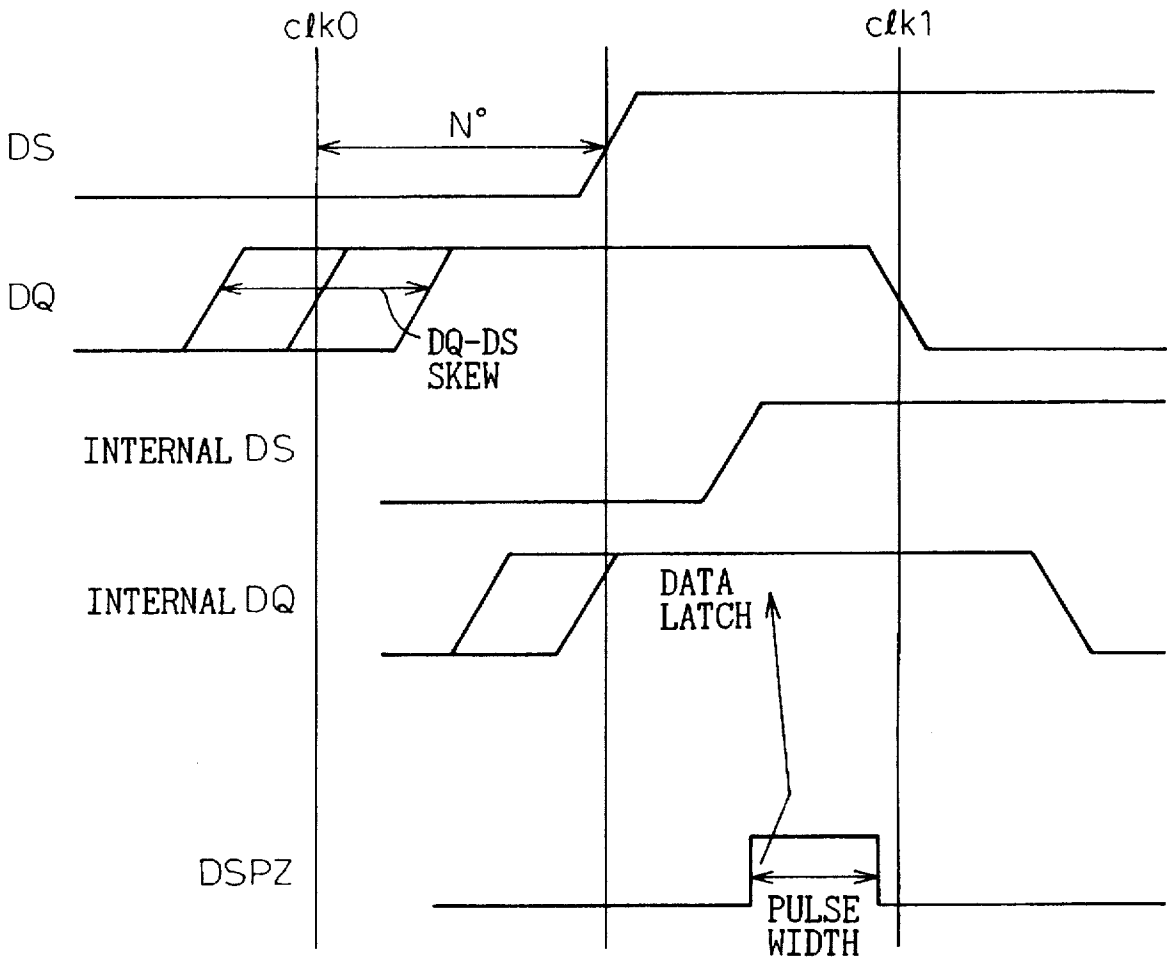 clk0
clk1
N°
DS
DQ
DQ-DS
SKEW
INTERNAL DS
INTERNAL DQ
DATA
LATCH
DSPZ
PULSE
WIDTH